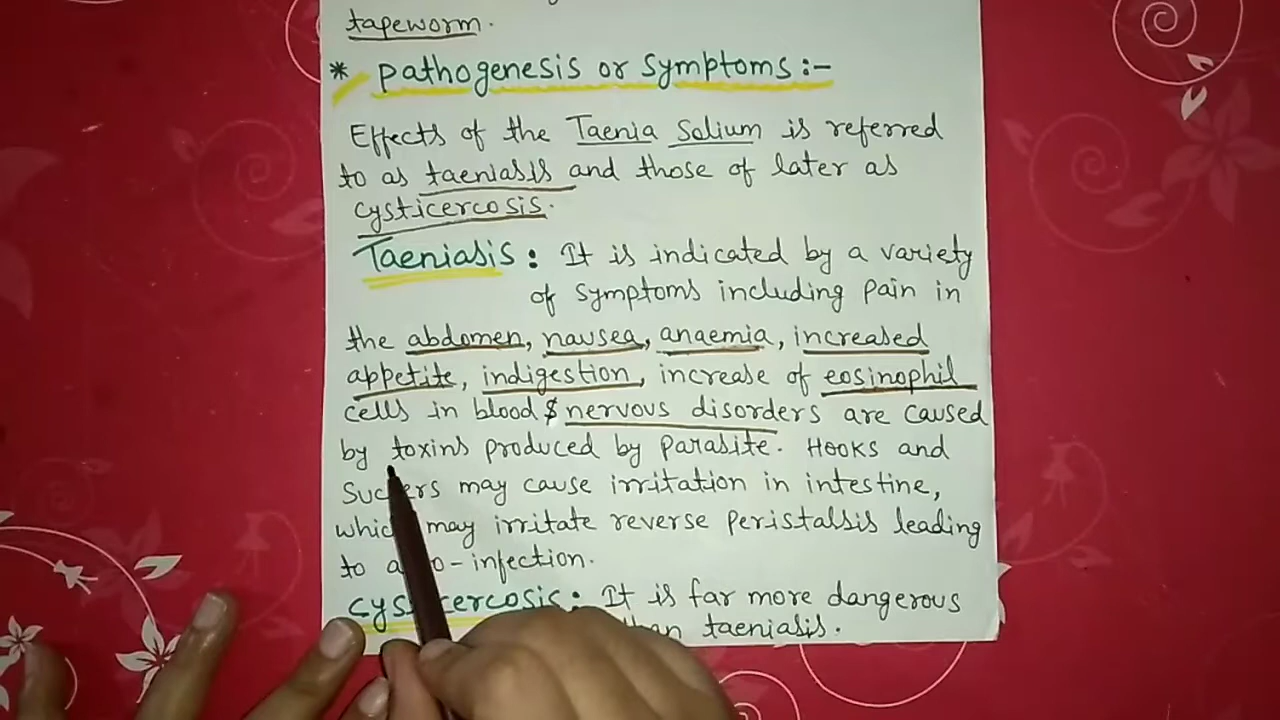 tapeworm.
* Pathogenesis or Symptoms :-
Effects of the Taenia Solium is referred
to as taeniasis and those of later as
cysticercosis.
Taeniasis : It is indicated by a variety
of symptoms including pain in
the abdomen, nausea, anaemia, increased
appetite, indigestion, increase of eosinophil
cells in blood $ nervous disorders are caused
by toxins produced by parasite. Hooks and
may cause irritation in intestine,
may irritate reverse peristalsis leading
to -infection.
It is far more dangerous
taeniasis.